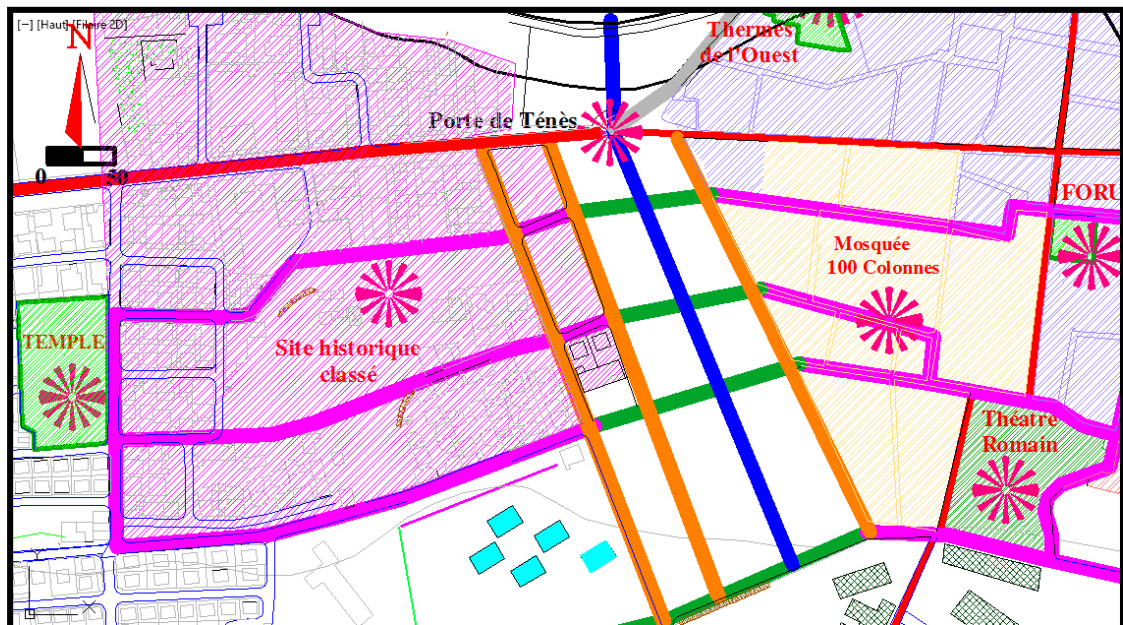 [−] [Haut] [Filaire 2D]
N
0 50
Thermes
de l'Ouest
Porte de Ténès
FORU
Mosquée
100 Colonnes
TEMPLE
Site historique
classé
Théatre
Romain
Y
X